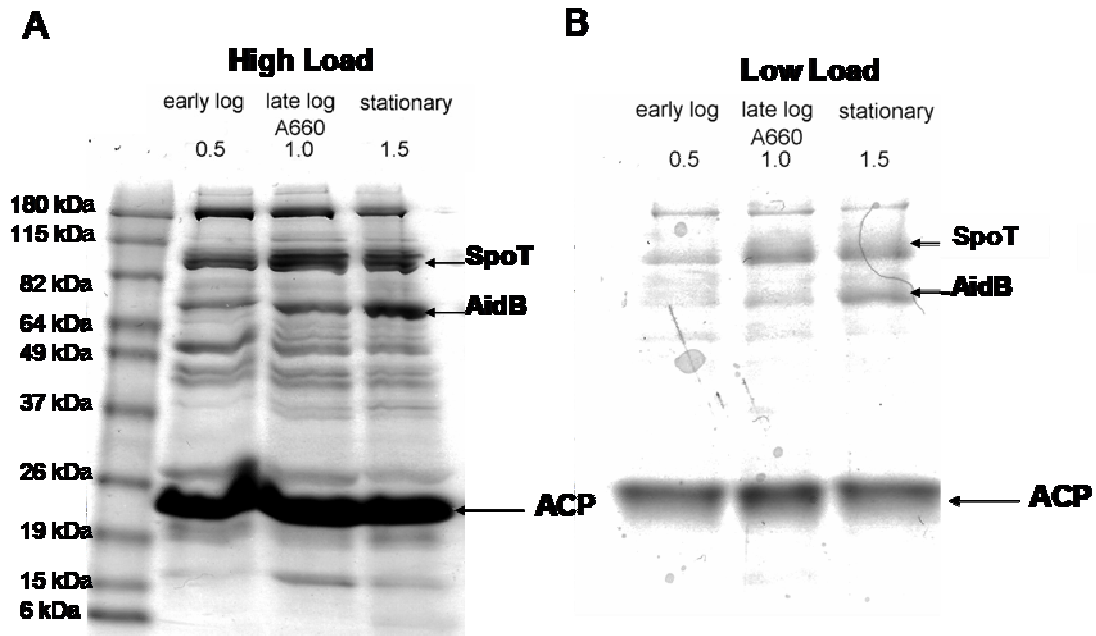 A
High Load
early log late log stationary
A660
0.5 1.0 1.5
180 kDa
115 kDa
82 kDa
64 kDa
49 kDa
37 kDa
26 kDa
19 kDa
15 kDa
6 kDa
SpoT
AidB
ACP
B
Low Load
early log late log stationary
A660
0.5 1.0 1.5
SpoT
AidB
ACP